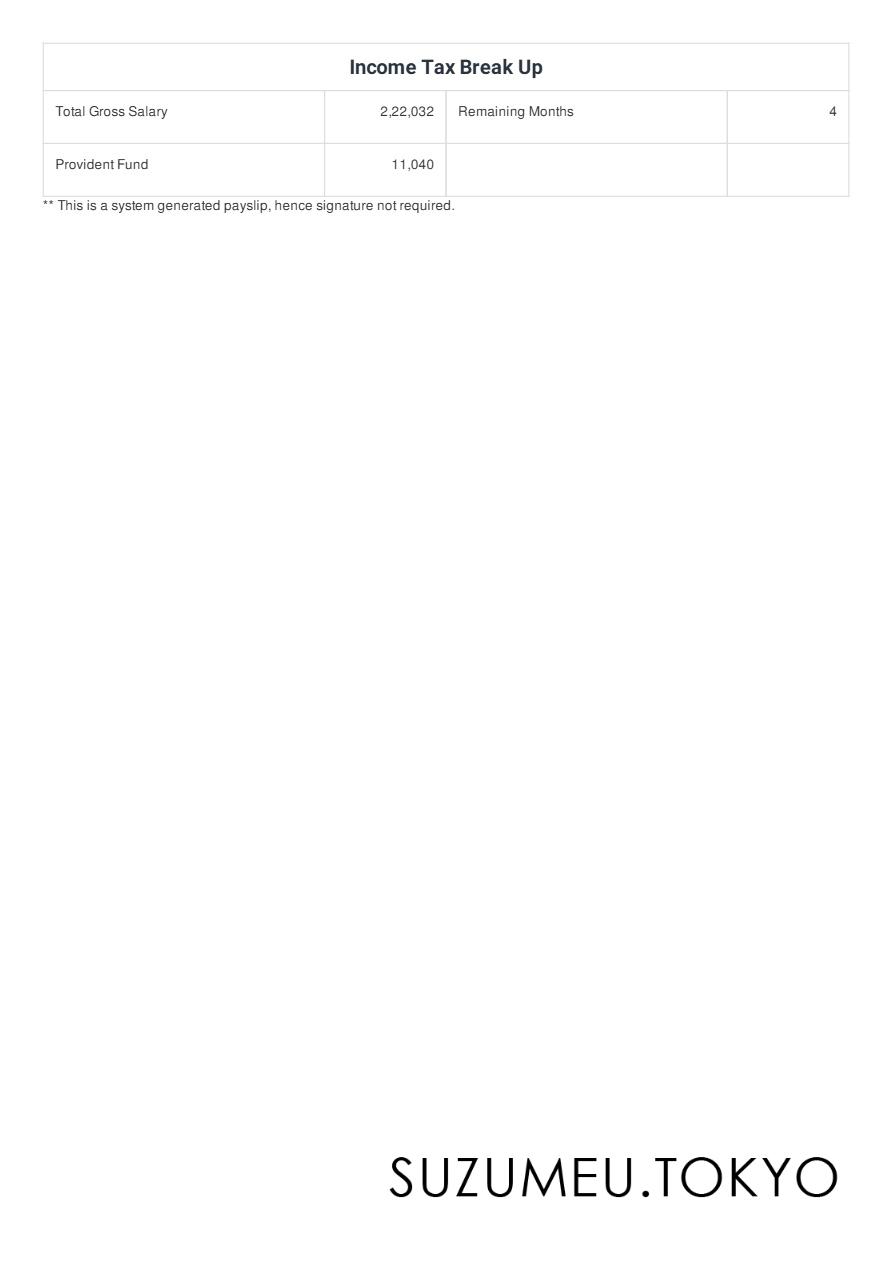 Income Tax Break Up
Total Gross Salary 2,22,032 Remaining Months 4
Provident Fund 11,040
** This is a system generated payslip, hence signature not required.
SUZUMEU.TOKYO